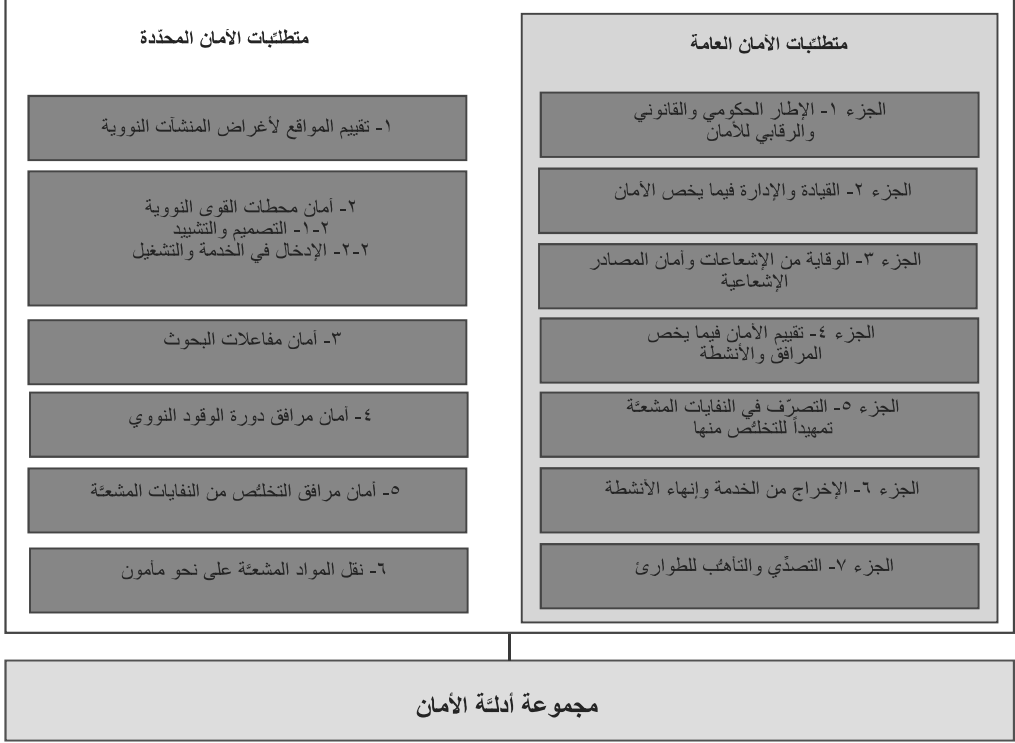 متطلبات الأمان العامة
الجزء ١- الإطار الحكومي والقانوني
والرقابي للأمان
الجزء ٢- القيادة والإدارة فيما يخص الأمان
الجزء ٣- الوقاية من الإشعاعات وأمان المصادر
الإشعاعية
الجزء ٤- تقييم الأمان فيما يخص
المرافق والأنشطة
الجزء ٥- التصرّف في النفايات المشعَّة
تمهيداً للتخلُّص منها
الجزء ٦- الإخراج من الخدمة وإنهاء الأنشطة
الجزء ٧- التصدِّي والتأهُّب للطوارئ
متطلَّبات الأمان المحدّدة
١- تقييم المواقع لأغراض المنشآت النووية
٢- أمان محطات القوى النووية
٢-١- التصميم والتشييد
٢-٢- الإدخال في الخدمة والتشغيل
٣- أمان مفاعلات البحوث
٤- أمان مرافق دورة الوقود النووي
٥- أمان مرافق التخلُّص من النفايات المشعَّة
٦- نقل المواد المشعَّة على نحو مأمون
مجموعة أدلَّة الأمان